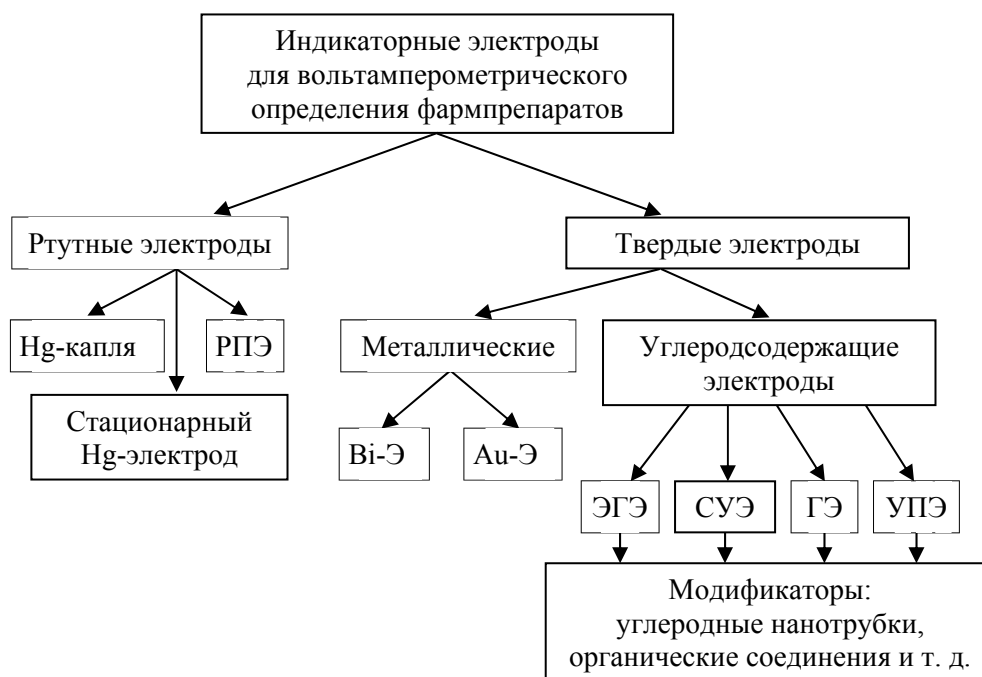 Индикаторные электроды
для вольтамперометрического
определения фармпрепаратов
Ртутные электроды
Твердые электроды
Hg-капля
РПЭ
Металлические
Углеродсодержащие
электроды
Стационарный
Hg-электрод
Bi-Э
Au-Э
ЭГЭ
СУЭ
ГЭ
УПЭ
Модификаторы:
углеродные нанотрубки,
органические соединения и т. д.